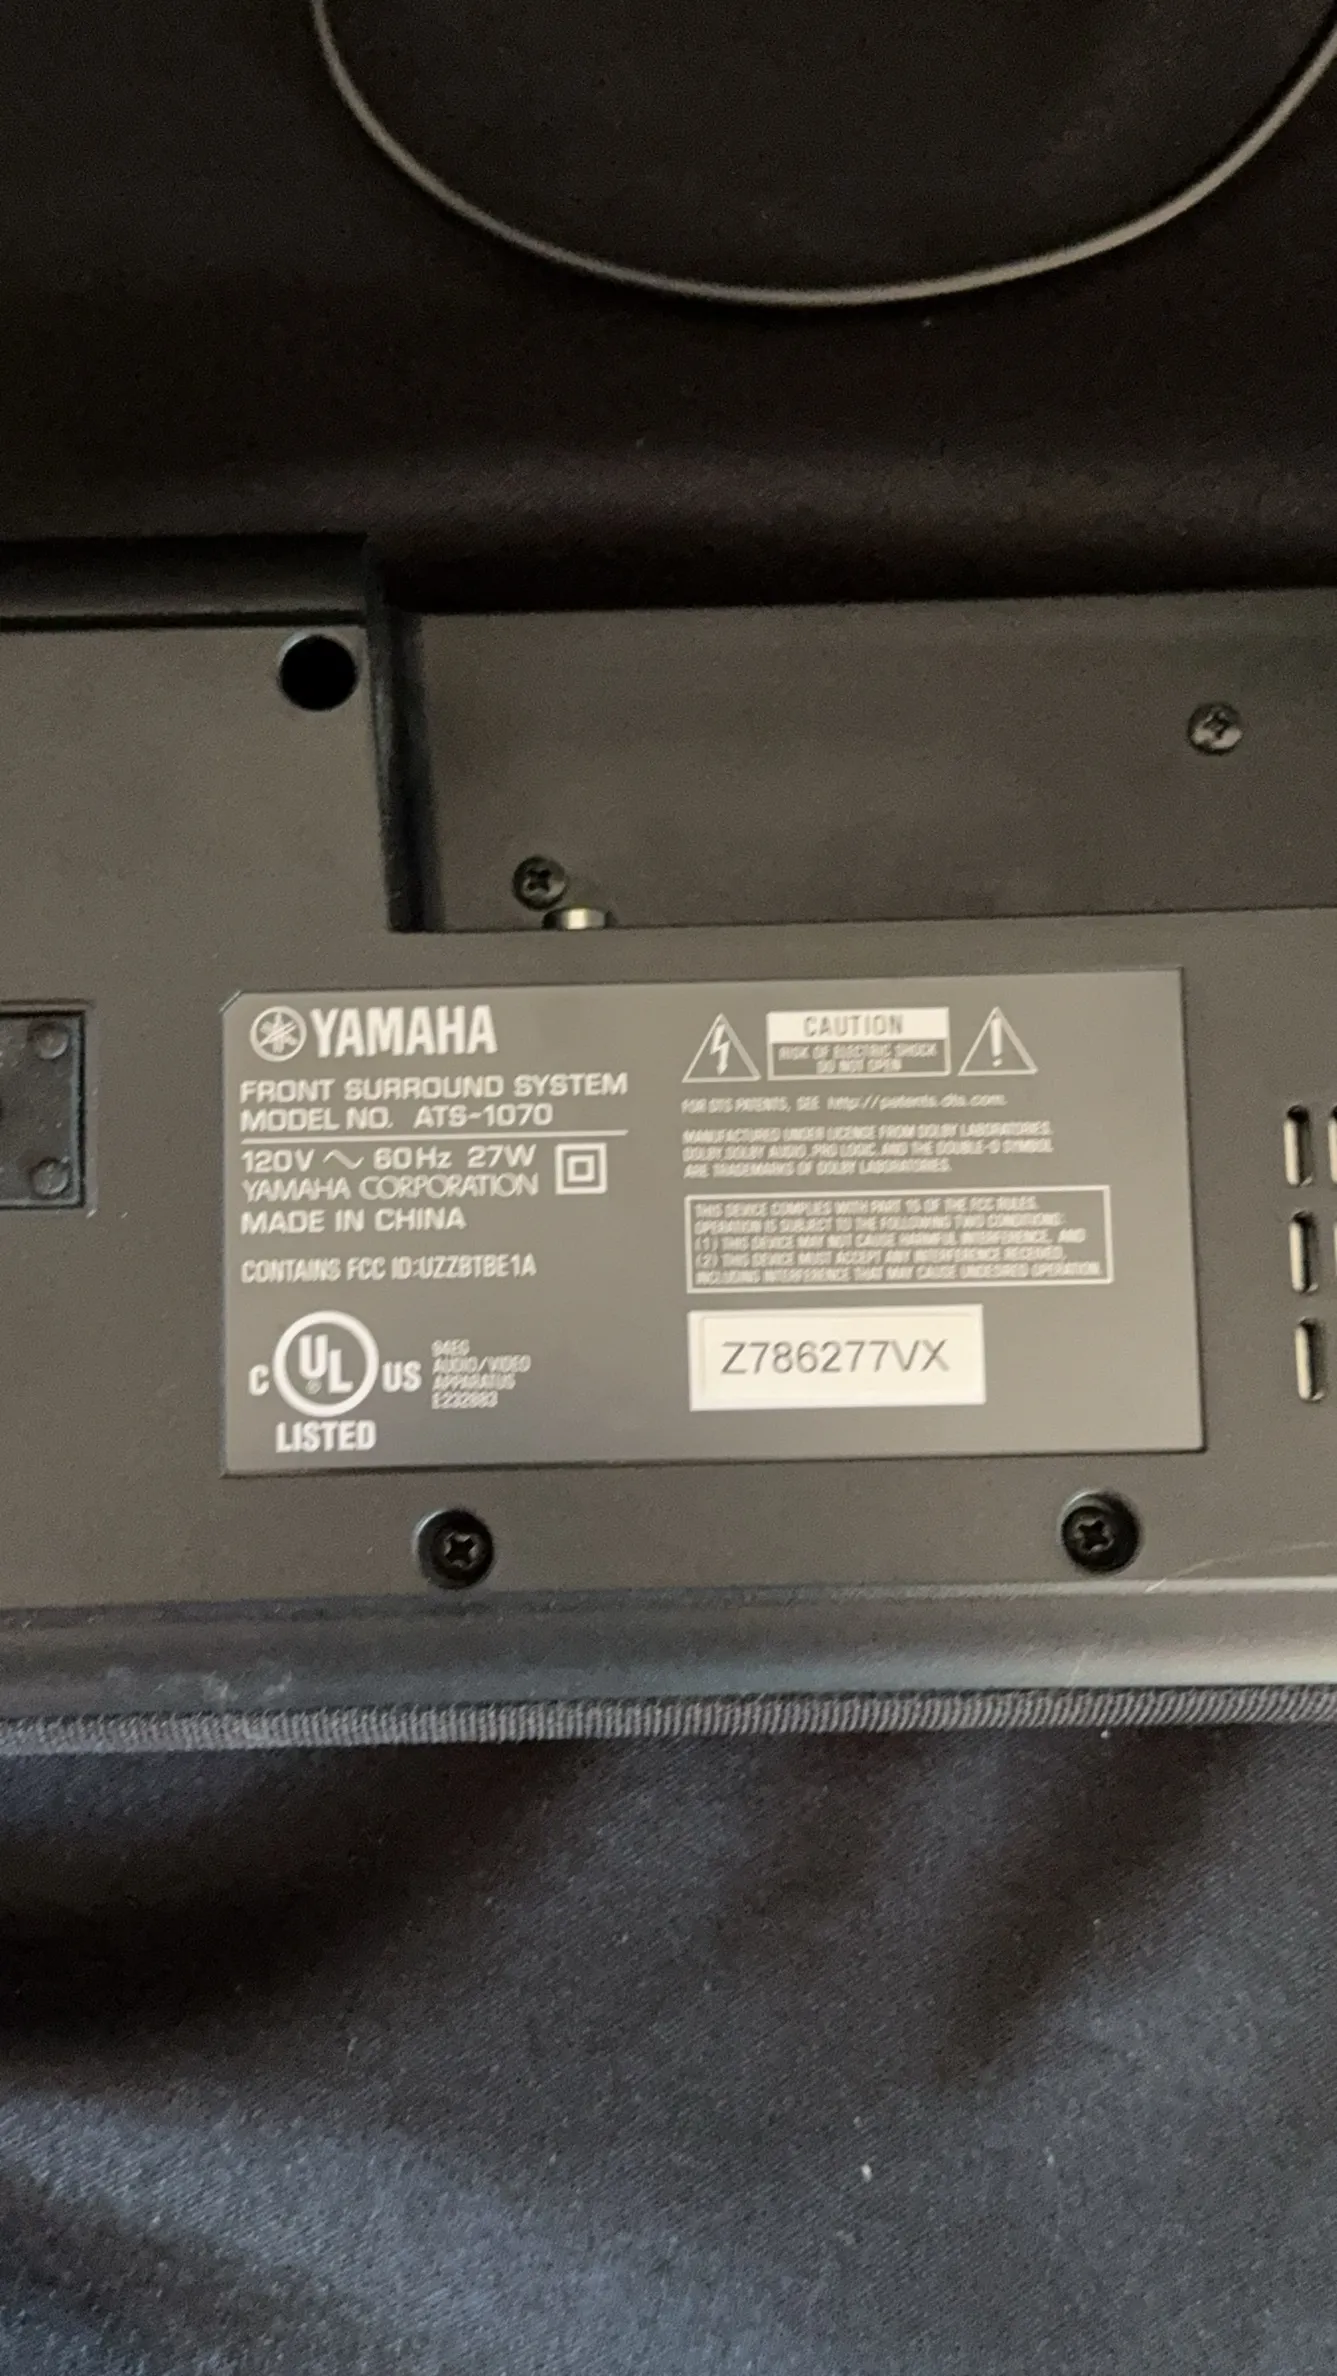 YAMAHA
FRONT SURROUND SYSTEM
MODEL NO. ATS-1070
120V ~ 60Hz 27W
YAMAHA CORPORATION
MADE IN CHINA
CONTAINS FCC ID:UZZBTBE1A
C UL US
LISTED
94EG
AUDIO/VIDEO
APPARATUS
E232883
CAUTION
RISK OF ELECTRIC SHOCK
DO NOT OPEN
FOR DTS PATENTS, SEE http://patents.dts.com.
MANUFACTURED UNDER LICENSE FROM DOLBY LABORATORIES.
DOLBY, DOLBY AUDIO, PRO LOGIC, AND THE DOUBLE-D SYMBOL
ARE TRADEMARKS OF DOLBY LABORATORIES.
THIS DEVICE COMPLIES WITH PART 15 OF THE FCC RULES.
OPERATION IS SUBJECT TO THE FOLLOWING TWO CONDITIONS:
(1) THIS DEVICE MAY NOT CAUSE HARMFUL INTERFERENCE, AND
(2) THIS DEVICE MUST ACCEPT ANY INTERFERENCE RECEIVED,
INCLUDING INTERFERENCE THAT MAY CAUSE UNDESIRED OPERATION.
Z786277VX